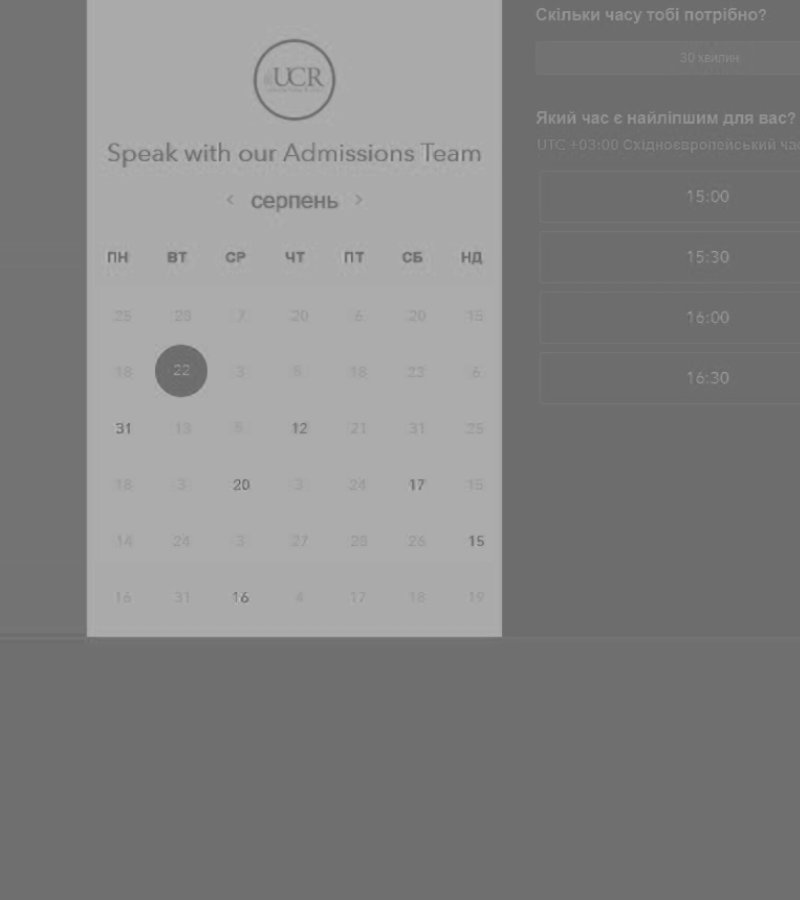 UCR
Speak with our Admissions Team
< серпень >
ПН ВТ СР ЧТ ПТ СБ НД
25 20 7 20 6 20 15
18 22 3 5 18 23 6
31 13 6 12 21 31 25
18 3 20 3 24 17 15
14 24 3 27 25 26 15
16 31 16 4 17 18 19
Скільки часу тобі потрібно?
30 хвилин
Який час є найліпшим для вас?
UTC +03:00 Східноєвропейський
15:00
15:30
16:00
16:30